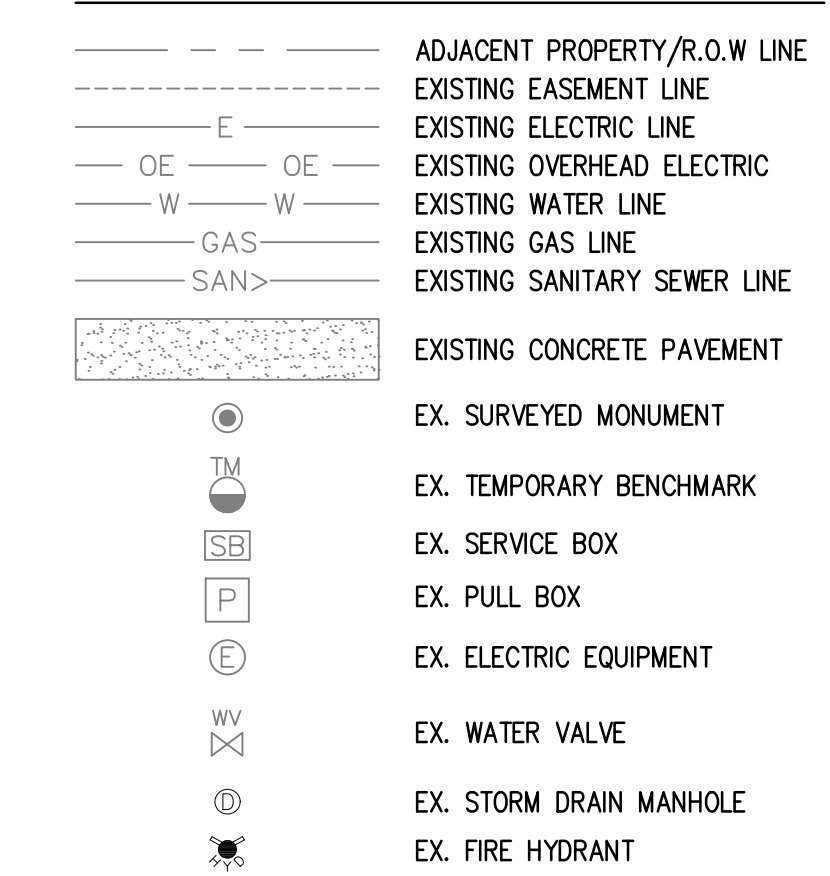 ADJACENT PROPERTY/R.O.W LINE
EXISTING EASEMENT LINE
E EXISTING ELECTRIC LINE
OE OE EXISTING OVERHEAD ELECTRIC
W W EXISTING WATER LINE
GAS EXISTING GAS LINE
SAN> EXISTING SANITARY SEWER LINE
EXISTING CONCRETE PAVEMENT
EX. SURVEYED MONUMENT
TM
EX. TEMPORARY BENCHMARK
SB EX. SERVICE BOX
P EX. PULL BOX
E EX. ELECTRIC EQUIPMENT
WV
EX. WATER VALVE
D EX. STORM DRAIN MANHOLE
EX. FIRE HYDRANT
HYD